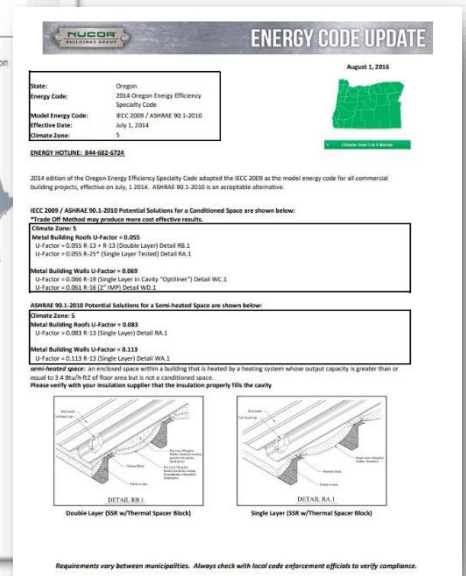 on
NUCOR
BUILDINGS GROUP
ENERGY CODE UPDATE
August 1, 2016
State: Oregon
Energy Code: 2014 Oregon Energy Efficiency
Specialty Code
Model Energy Code: IECC 2009 / ASHRAE 90.1-2010
Effective Date: July 1, 2014
Climate Zone: 5
ENERGY HOTLINE: 844-682-6724
2014 edition of the Oregon Energy Efficiency Specialty Code adopted the IECC 2009 as the model energy code for all commercial
building projects, effective on July, 1 2014. ASHRAE 90.1-2010 is an acceptable alternative.
IECC 2009 / ASHRAE 90.1-2010 Potential Solutions for a Conditioned Space are shown below:
*Trade Off Method may produce more cost effective results.
Climate Zone: 5
Metal Building Roofs U-Factor = 0.055
U-Factor = 0.055 R-13 + R-13 (Double Layer) Detail RB.1
U-Factor = 0.055 R-25* (Single Layer Tested) Detail RA.1
Metal Building Walls U-Factor = 0.069
U-Factor = 0.066 R-19 (Single Layer in Cavity "Optiliner") Detail WC.1
U-Factor = 0.061 R-16 (2" IMP) Detail WD.1
ASHRAE 90.1-2010 Potential Solutions for a Semi-heated Space are shown below:
Climate Zone: 5
Metal Building Roofs U-Factor = 0.083
U-Factor = 0.083 R-13 (Single Layer) Detail RA.1
Metal Building Walls U-Factor = 0.113
U-Factor = 0.113 R-13 (Single Layer) Detail WA.1
semi-heated space: an enclosed space within a building that is heated by a heating system whose output capacity is greater than or
equal to 3.4 Btu/h·ft2 of floor area but is not a conditioned space.
Please verify with your insulation supplier that the insulation properly fills the cavity
DETAIL RB.1
DETAIL RA.1
Double Layer (SSR w/Thermal Spacer Block)
Single Layer (SSR w/Thermal Spacer Block)
Requirements vary between municipalities. Always check with local code enforcement officials to verify compliance.